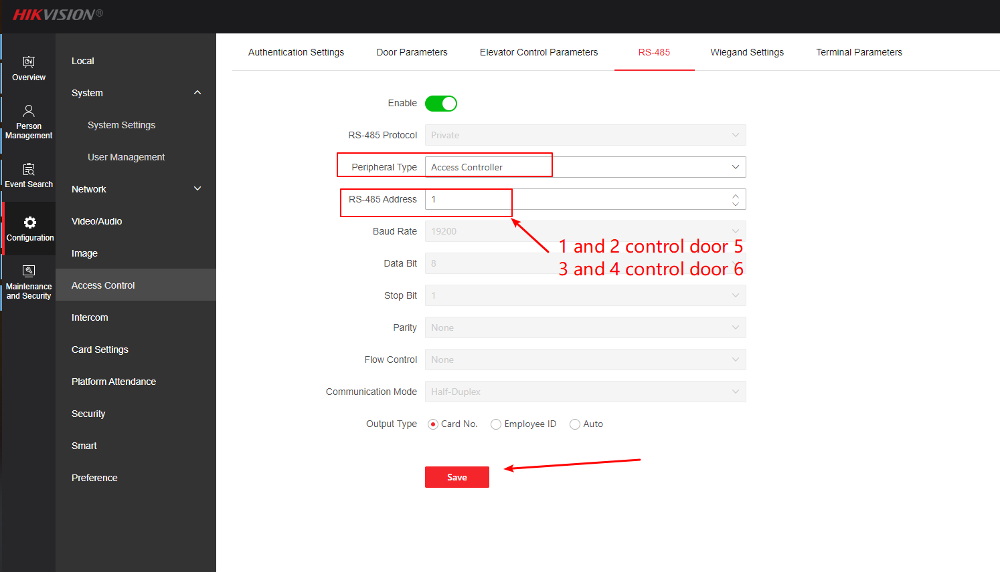 HIKVISION®
Overview
Person
Management
Event Search
Configuration
Maintenance
and Security
Local
System
System Settings
User Management
Network
Video/Audio
Image
Access Control
Intercom
Card Settings
Platform Attendance
Security
Smart
Preference
Authentication Settings Door Parameters Elevator Control Parameters RS-485 Wiegand Settings Terminal Parameters
Enable
RS-485 Protocol Private
Peripheral Type Access Controller
RS-485 Address 1
Baud Rate 19200
1 and 2 control door 5
Data Bit 8
3 and 4 control door 6
Stop Bit 1
Parity None
Flow Control None
Communication Mode Half-Duplex
Output Type Card No. Employee ID Auto
Save